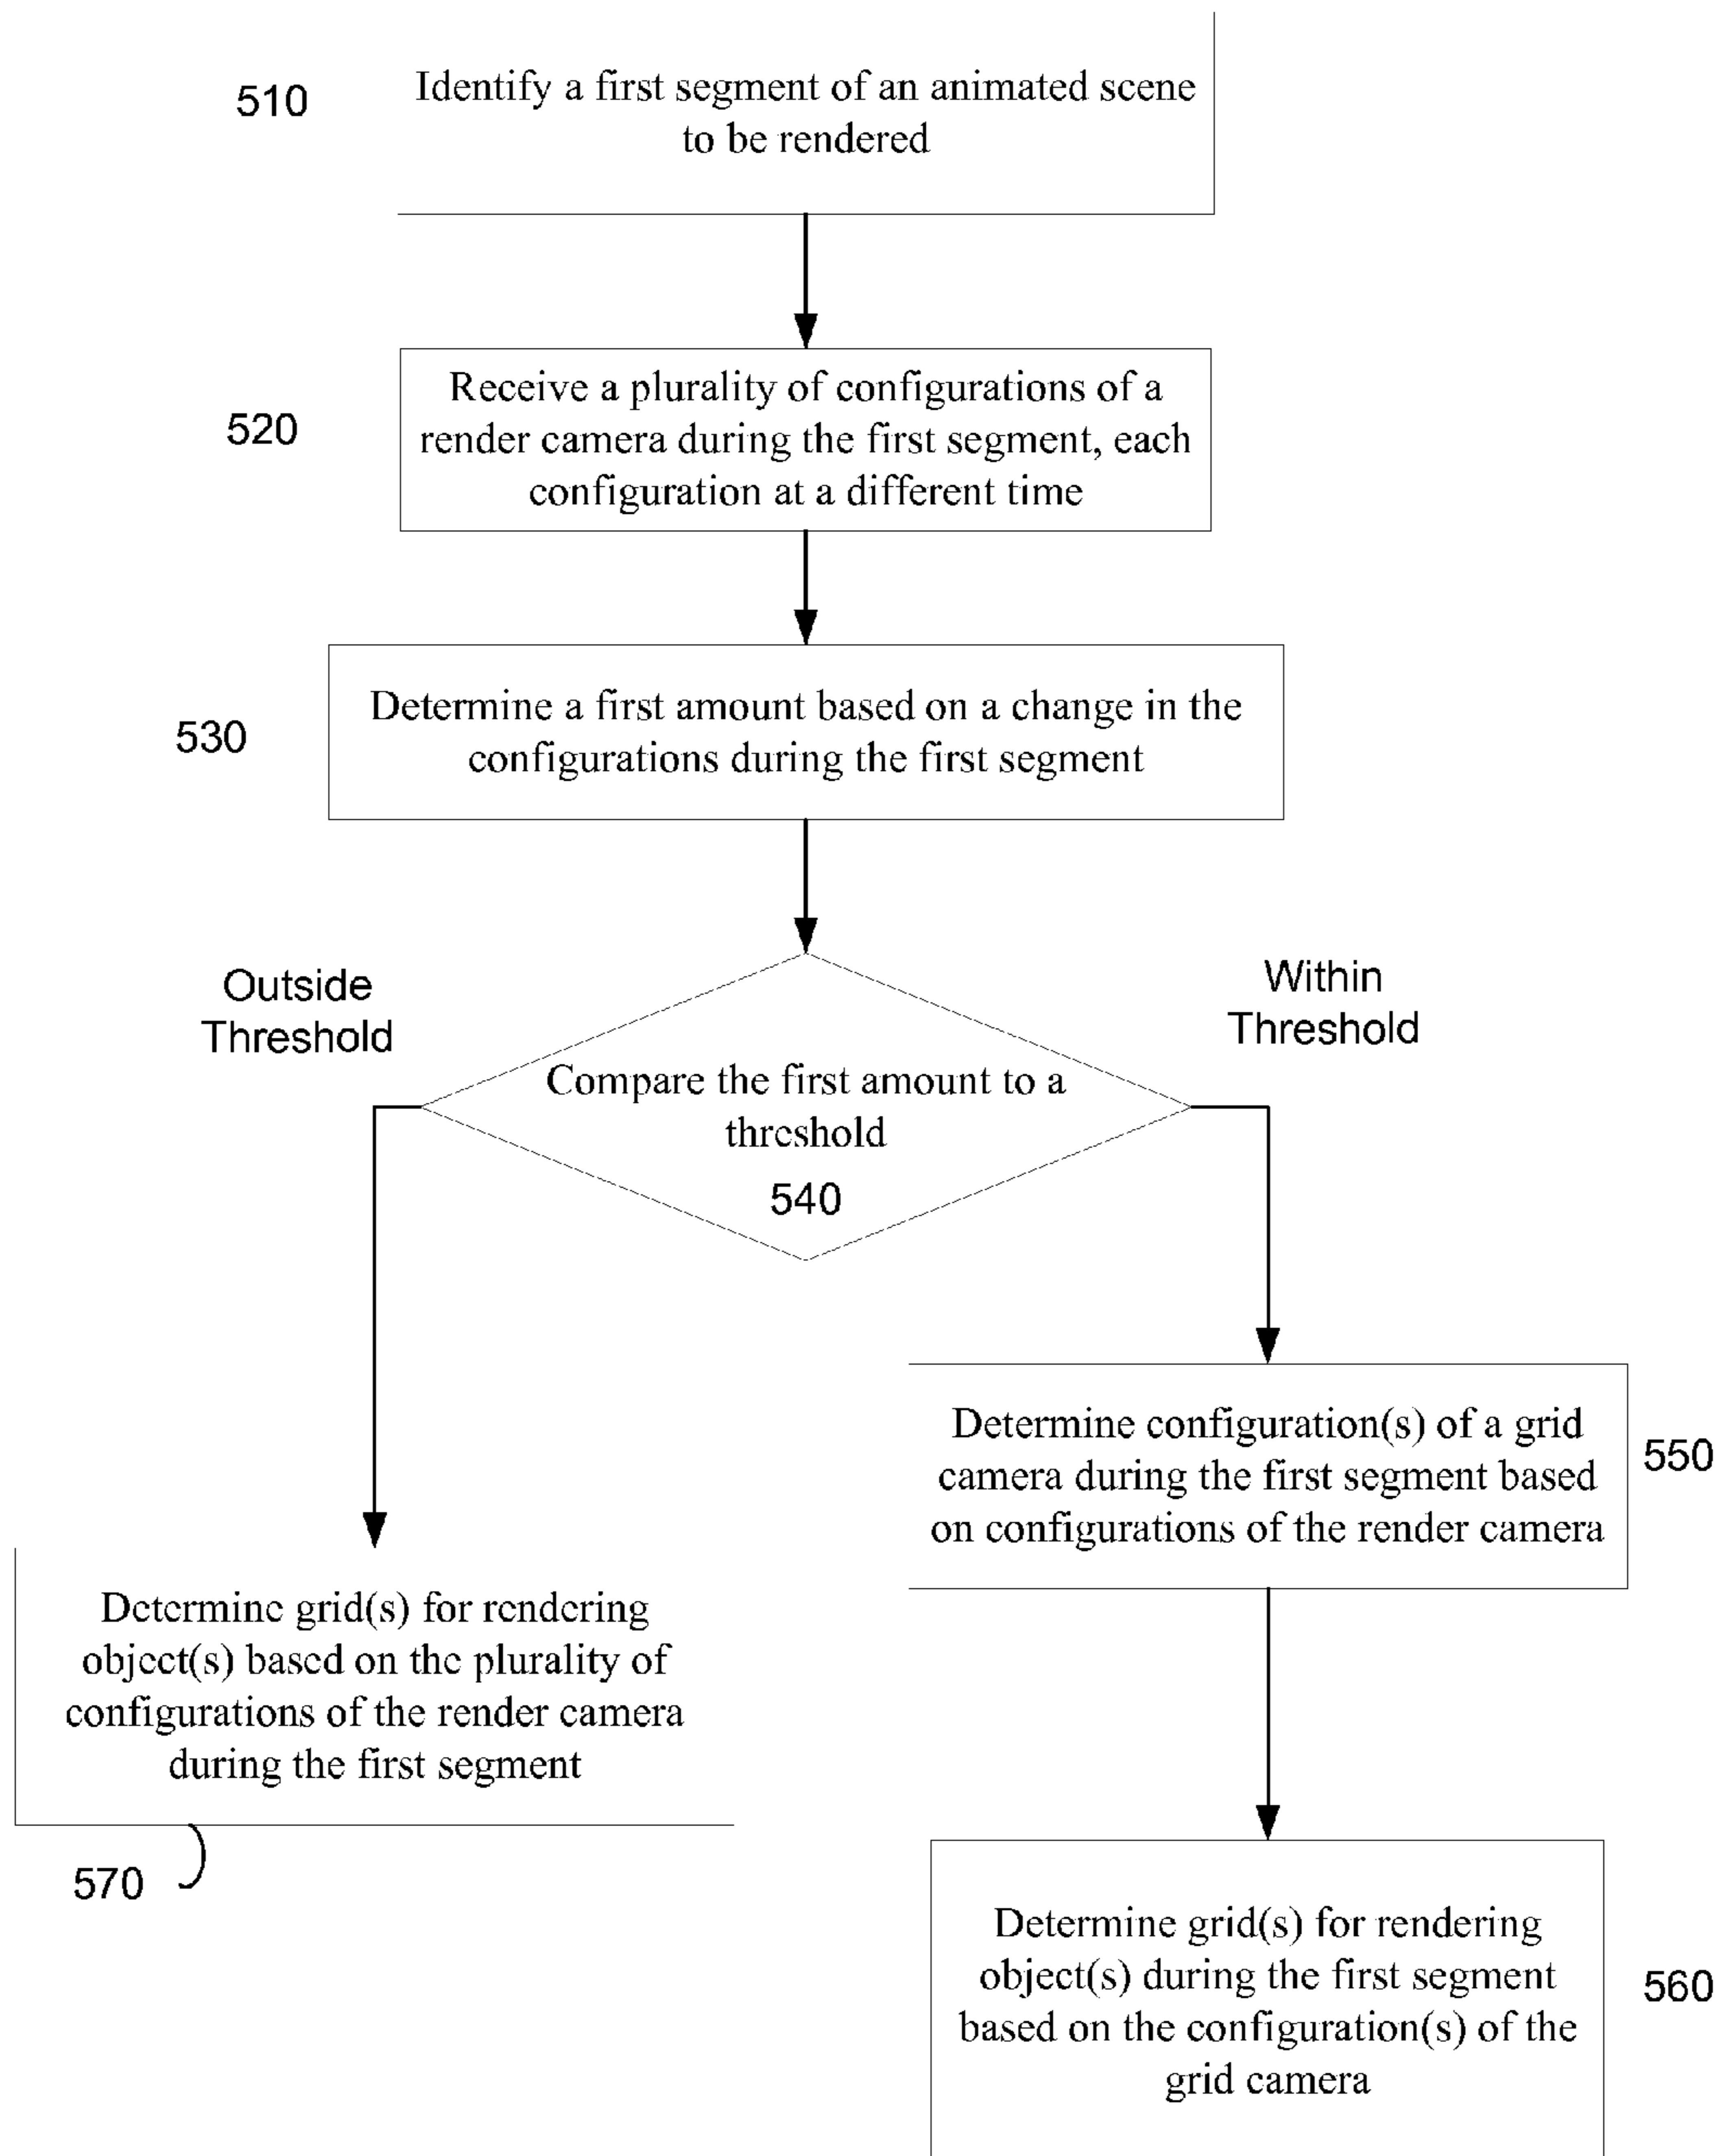 510
Identify a first segment of an animated scene
to be rendered
520
Receive a plurality of configurations of a
render camera during the first segment, each
configuration at a different time
530
Determine a first amount based on a change in the
configurations during the first segment
Outside
Threshold
Within
Threshold
Compare the first amount to a
threshold
540
Determine configuration(s) of a grid
camera during the first segment based
on configurations of the render camera
550
Determine grid(s) for rendering
object(s) based on the plurality of
configurations of the render camera
during the first segment
570
Determine grid(s) for rendering
object(s) during the first segment
based on the configuration(s) of the
grid camera
560